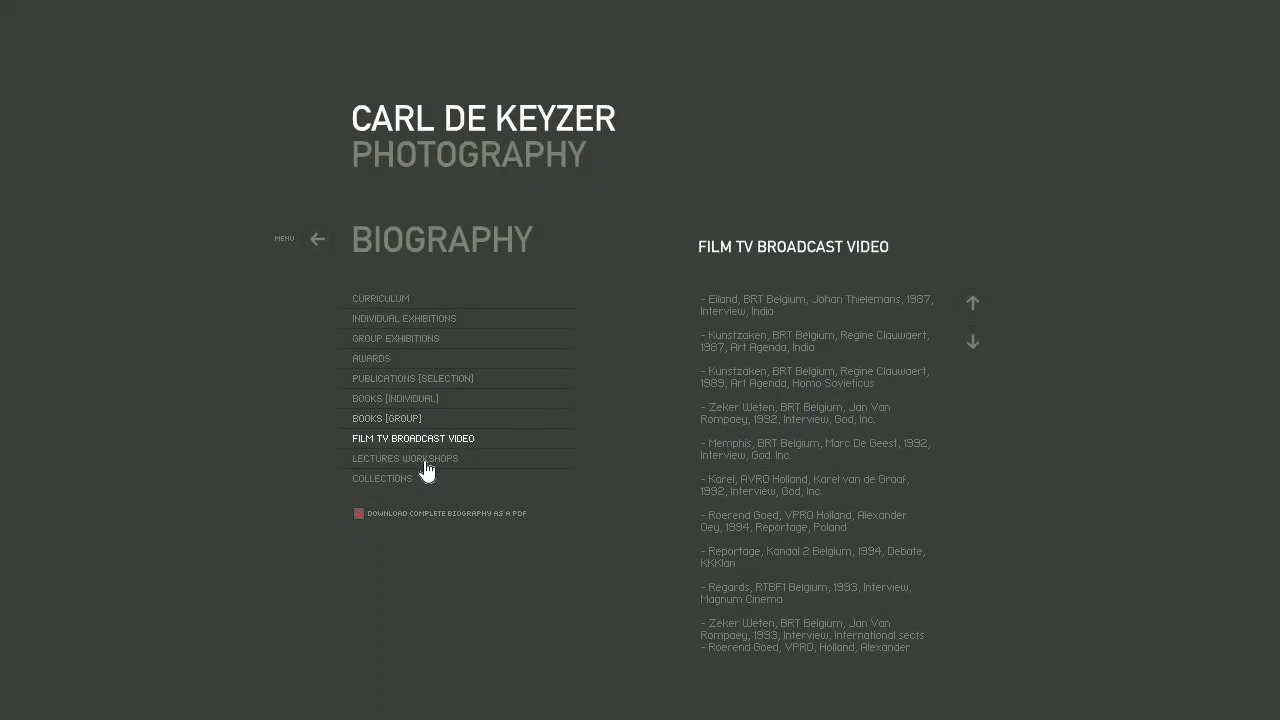 CARL DE KEYZER
PHOTOGRAPHY
MENU
BIOGRAPHY
CURRICULUM
INDIVIDUAL EXHIBITIONS
GROUP EXHIBITIONS
AWARDS
PUBLICATIONS [SELECTION]
BOOKS [INDIVIDUAL]
BOOKS [GROUP]
FILM TV BROADCAST VIDEO
LECTURES WORKSHOPS
COLLECTIONS
DOWNLOAD COMPLETE BIOGRAPHY AS A PDF
FILM TV BROADCAST VIDEO
- Eiland, BRT Belgium, Johan Thielemans, 1987,
Interview, India
- Kunstzaken, BRT Belgium, Regine Clauwaert,
1987, Art Agenda, India
- Kunstzaken, BRT Belgium, Regine Clauwaert,
1989, Art Agenda, Homo Sovieticus
- Zeker Weten, BRT Belgium, Jan Van
Rompaey, 1992, Interview, God, Inc.
- Memphis, BRT Belgium, Marc De Geest, 1992,
Interview, God. Inc.
- Karel, AVRO Holland, Karel van de Graaf,
1992, Interview, God, Inc.
- Roerend Goed, VPRO Holland, Alexander
Oey, 1994, Reportage, Poland
- Reportage, Kanaal 2 Belgium, 1994, Debate,
KKKlan
- Regards, RTBF1 Belgium, 1993, Interview,
Magnum Cinema
- Zeker Weten, BRT Belgium, Jan Van
Rompaey, 1993, Interview, International sects
- Roerend Goed, VPRO, Holland, Alexander